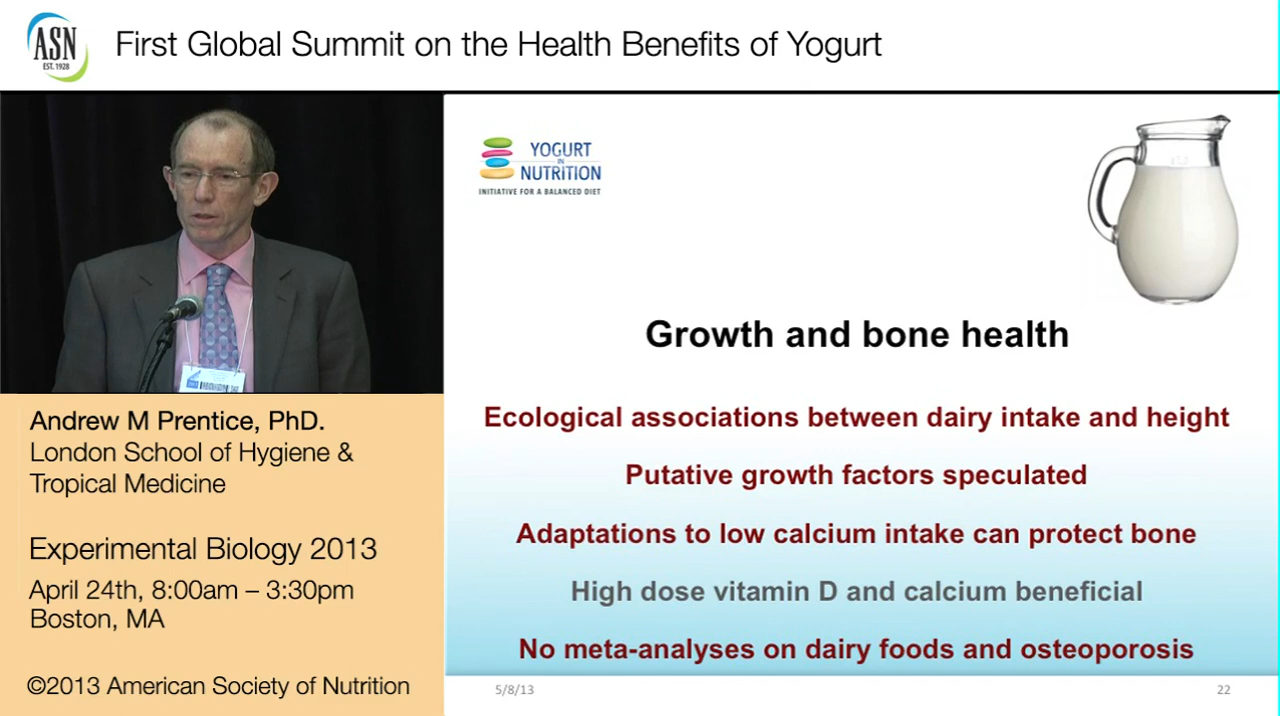 ASN
EST. 1928
First Global Summit on the Health Benefits of Yogurt
YOGURT
IN
NUTRITION
INITIATIVE FOR A BALANCED DIET
Growth and bone health
Ecological associations between dairy intake and height
Putative growth factors speculated
Adaptations to low calcium intake can protect bone
High dose vitamin D and calcium beneficial
No meta-analyses on dairy foods and osteoporosis
5/8/13
22
Andrew M Prentice, PhD.
London School of Hygiene &
Tropical Medicine
Experimental Biology 2013
April 24th, 8:00am – 3:30pm
Boston, MA
©2013 American Society of Nutrition